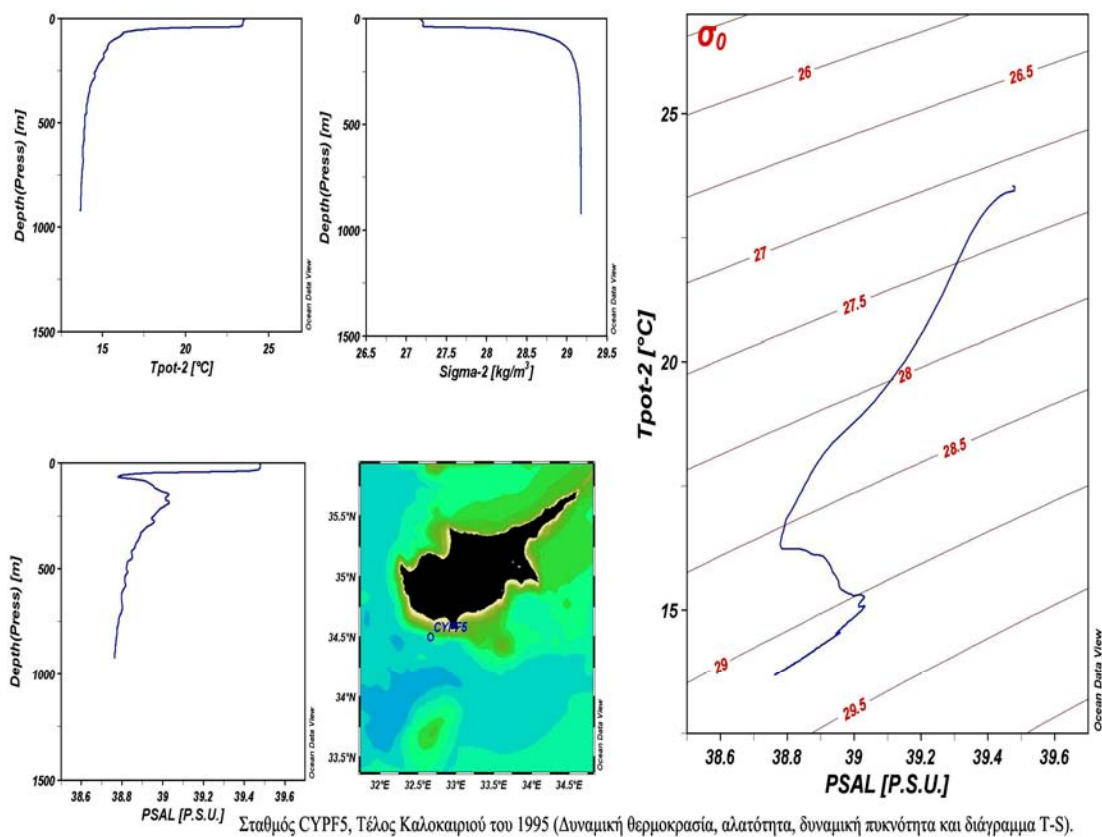 0
500
1000
1500
Depth(Press) [m]
15
20
25
Tpot-2 [°C]
Ocean Data View
0
500
1000
1500
Depth(Press) [m]
26.5
27
27.5
28
28.5
29
29.5
Sigma-2 [kg/m³]
Ocean Data View
σ0
26
26.5
27
27.5
28
28.5
29
29.5
25
20
15
Tpot-2 [°C]
38.6
38.8
39
39.2
39.4
39.6
PSAL [P.S.U.]
Ocean Data View
0
500
1000
1500
Depth(Press) [m]
38.6
38.8
39
39.2
39.4
39.6
PSAL [P.S.U.]
Ocean Data View
35.5°N
35°N
34.5°N
34°N
33.5°N
CYPF5
32°E
32.5°E
33°E
33.5°E
34°E
34.5°E
Ocean Data View
Σταθμός CYPF5, Τέλος Καλοκαιριού του 1995 (Δυναμική θερμοκρασία, αλατότητα, δυναμική πυκνότητα και διάγραμμα T-S).